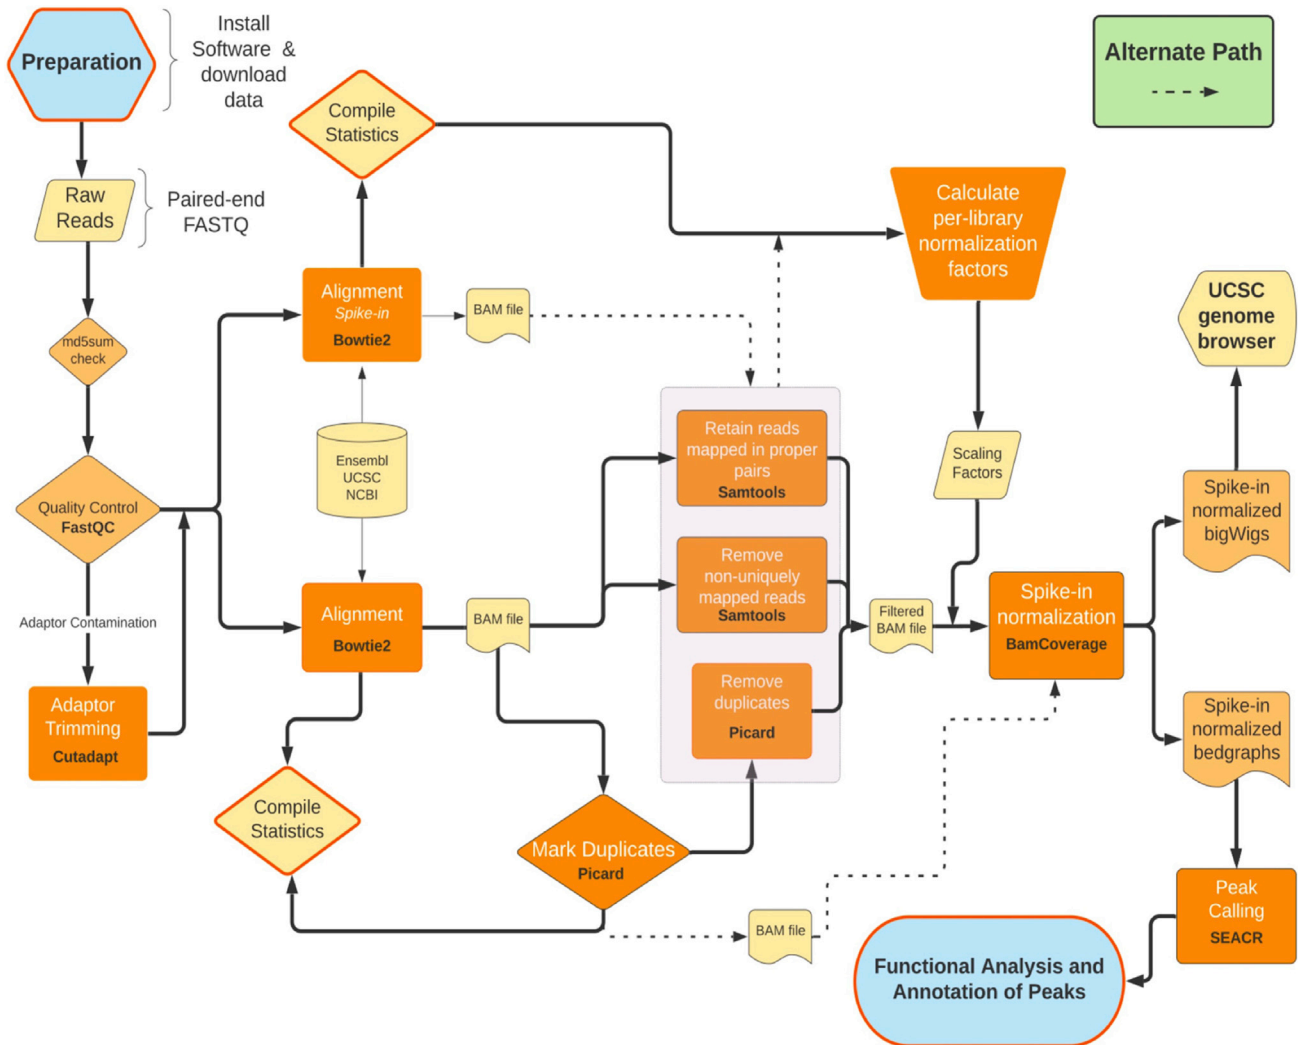 Preparation
Install
Software &
download
data
Alternate Path
Compile
Statistics
Raw
Reads
Paired-end
FASTQ
Calculate
per-library
normalization
factors
Alignment
Spike-in
Bowtie2
BAM file
UCSC
genome
browser
md5sum
check
Retain reads
mapped in proper
pairs
Samtools
Ensembl
UCSC
NCBI
Scaling
Factors
Quality Control
FastQC
Spike-in
normalized
bigWigs
Remove
non-uniquely
mapped reads
Samtools
Alignment
Bowtie2
BAM file
Filtered
BAM file
Spike-in
normalization
BamCoverage
Adaptor Contamination
Adaptor
Trimming
Cutadapt
Remove
duplicates
Picard
Spike-in
normalized
bedgraphs
Compile
Statistics
Mark Duplicates
Picard
BAM file
Peak
Calling
SEACR
Functional Analysis and
Annotation of Peaks